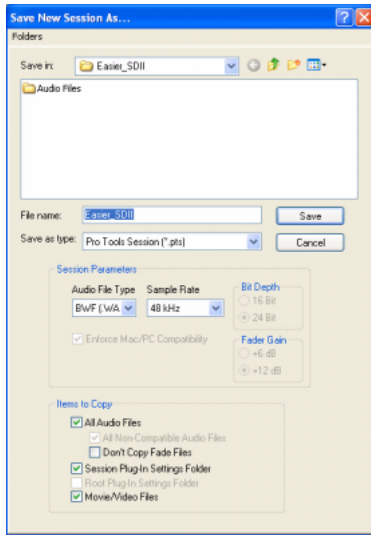 Save New Session As...
Folders
Save in: Easier_SDII
Audio Files
File name: Easier_SDII Save
Save as type: Pro Tools Session (*.pts) Cancel
Session Parameters
Audio File Type Sample Rate Bit Depth
BWF (.WA 48 kHz 16 Bit
24 Bit
Enforce Mac/PC Compatibility Fader Gain
+6 dB
+12 dB
Items to Copy
All Audio Files
All Non-Compatible Audio Files
Don't Copy Fade Files
Session Plug-In Settings Folder
Root Plug-In Settings Folder
Movie/Video Files